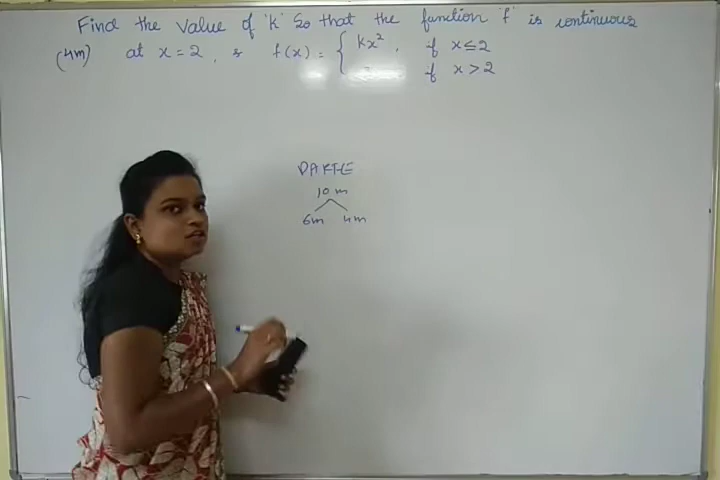 Find the value of 'k' So that the function 'f' is continuous
(4m) at x = 2, & f(x) = { kx², if x ≤ 2
if x > 2
PART-E
10 m
6m 4m